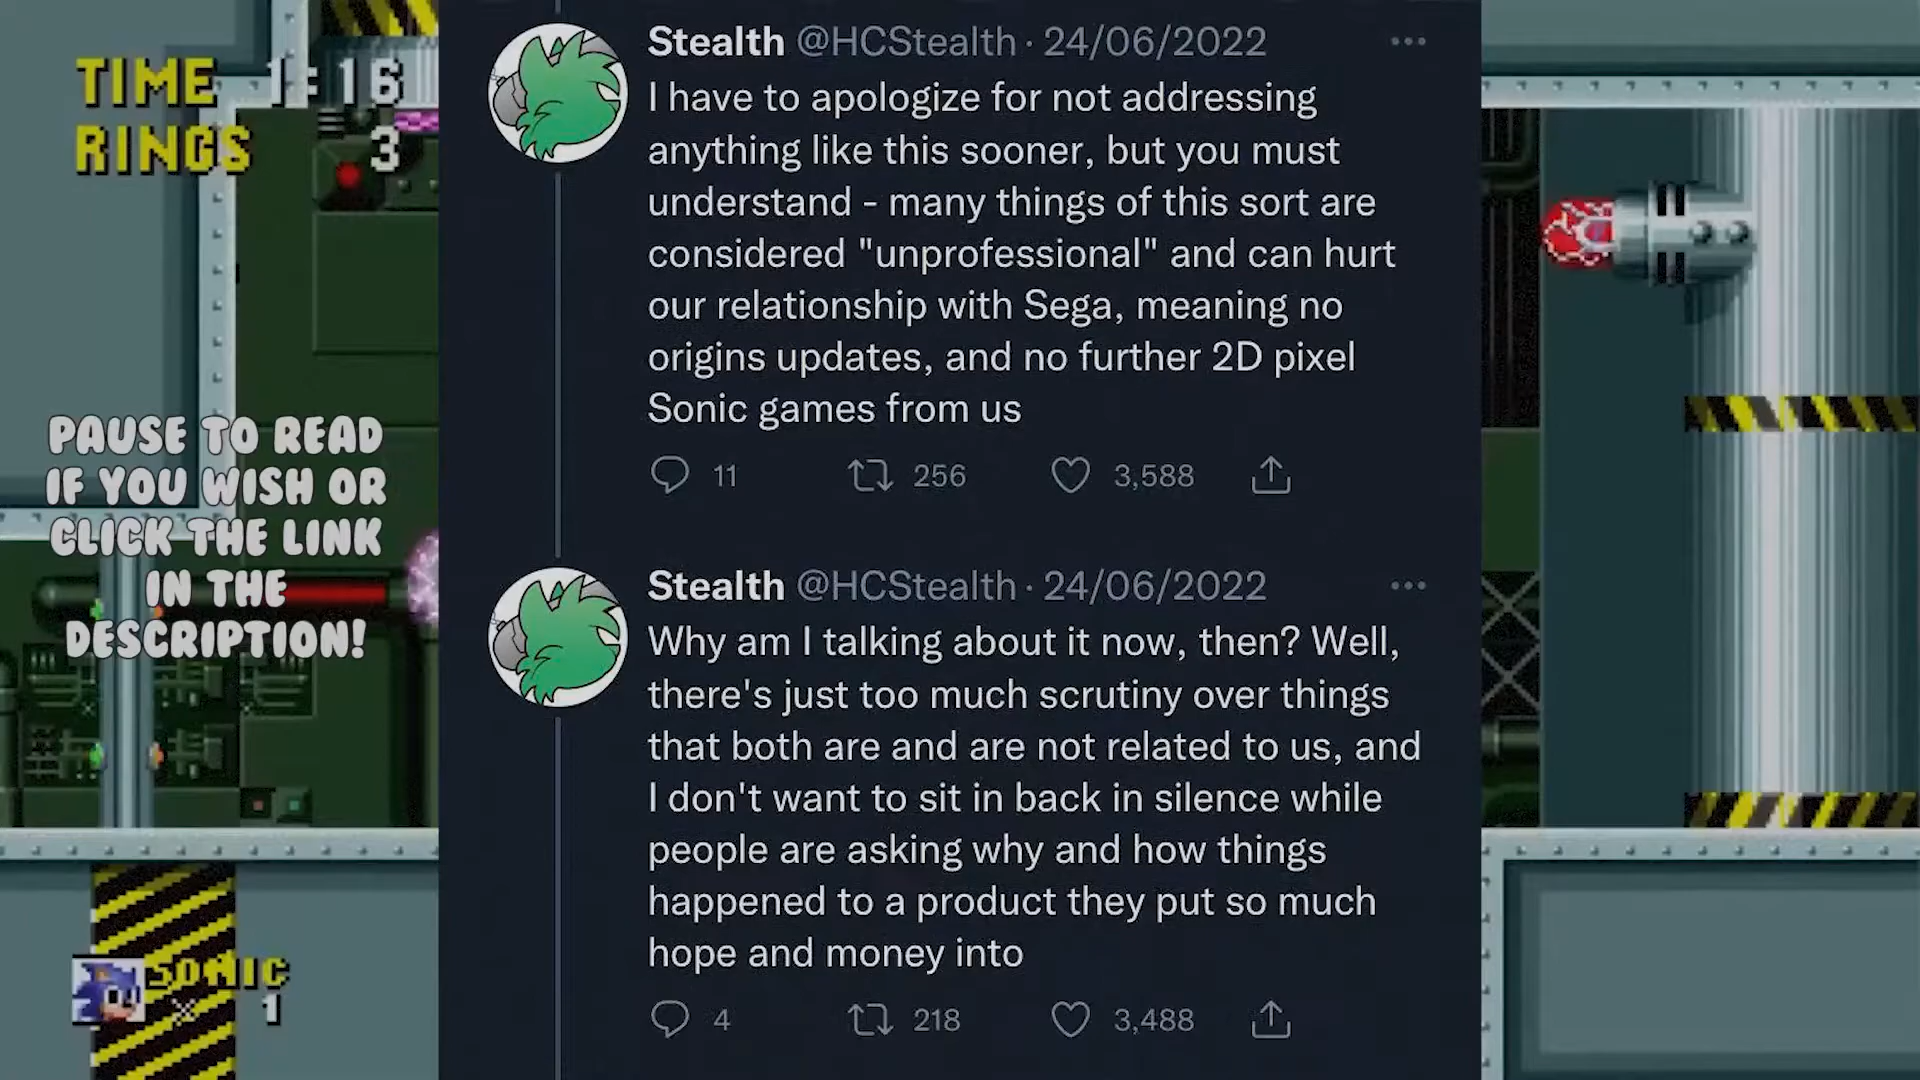 TIME 1:16
RINGS 3
PAUSE TO READ
IF YOU WISH OR
CLICK THE LINK
IN THE
DESCRIPTION!
SONIC
× 1
Stealth @HCStealth · 24/06/2022
I have to apologize for not addressing
anything like this sooner, but you must
understand - many things of this sort are
considered "unprofessional" and can hurt
our relationship with Sega, meaning no
origins updates, and no further 2D pixel
Sonic games from us
11 256 3,588
Stealth @HCStealth · 24/06/2022
Why am I talking about it now, then? Well,
there's just too much scrutiny over things
that both are and are not related to us, and
I don't want to sit in back in silence while
people are asking why and how things
happened to a product they put so much
hope and money into
4 218 3,488